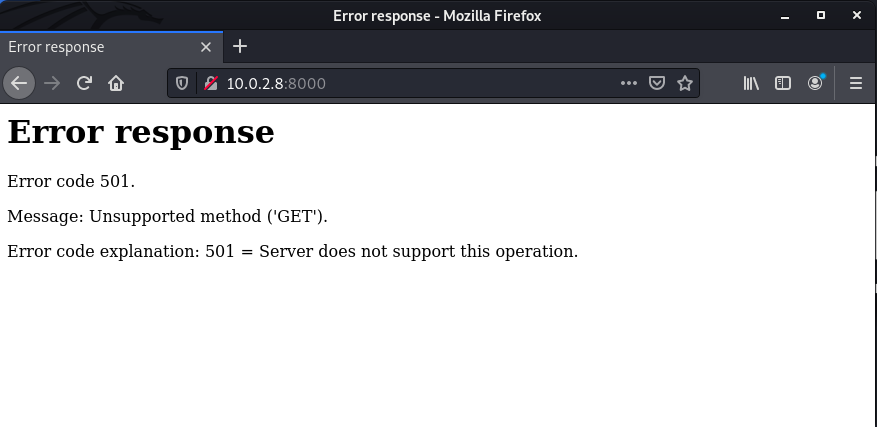 Error response - Mozilla Firefox
Error response
10.0.2.8:8000
Error response
Error code 501.
Message: Unsupported method ('GET').
Error code explanation: 501 = Server does not support this operation.